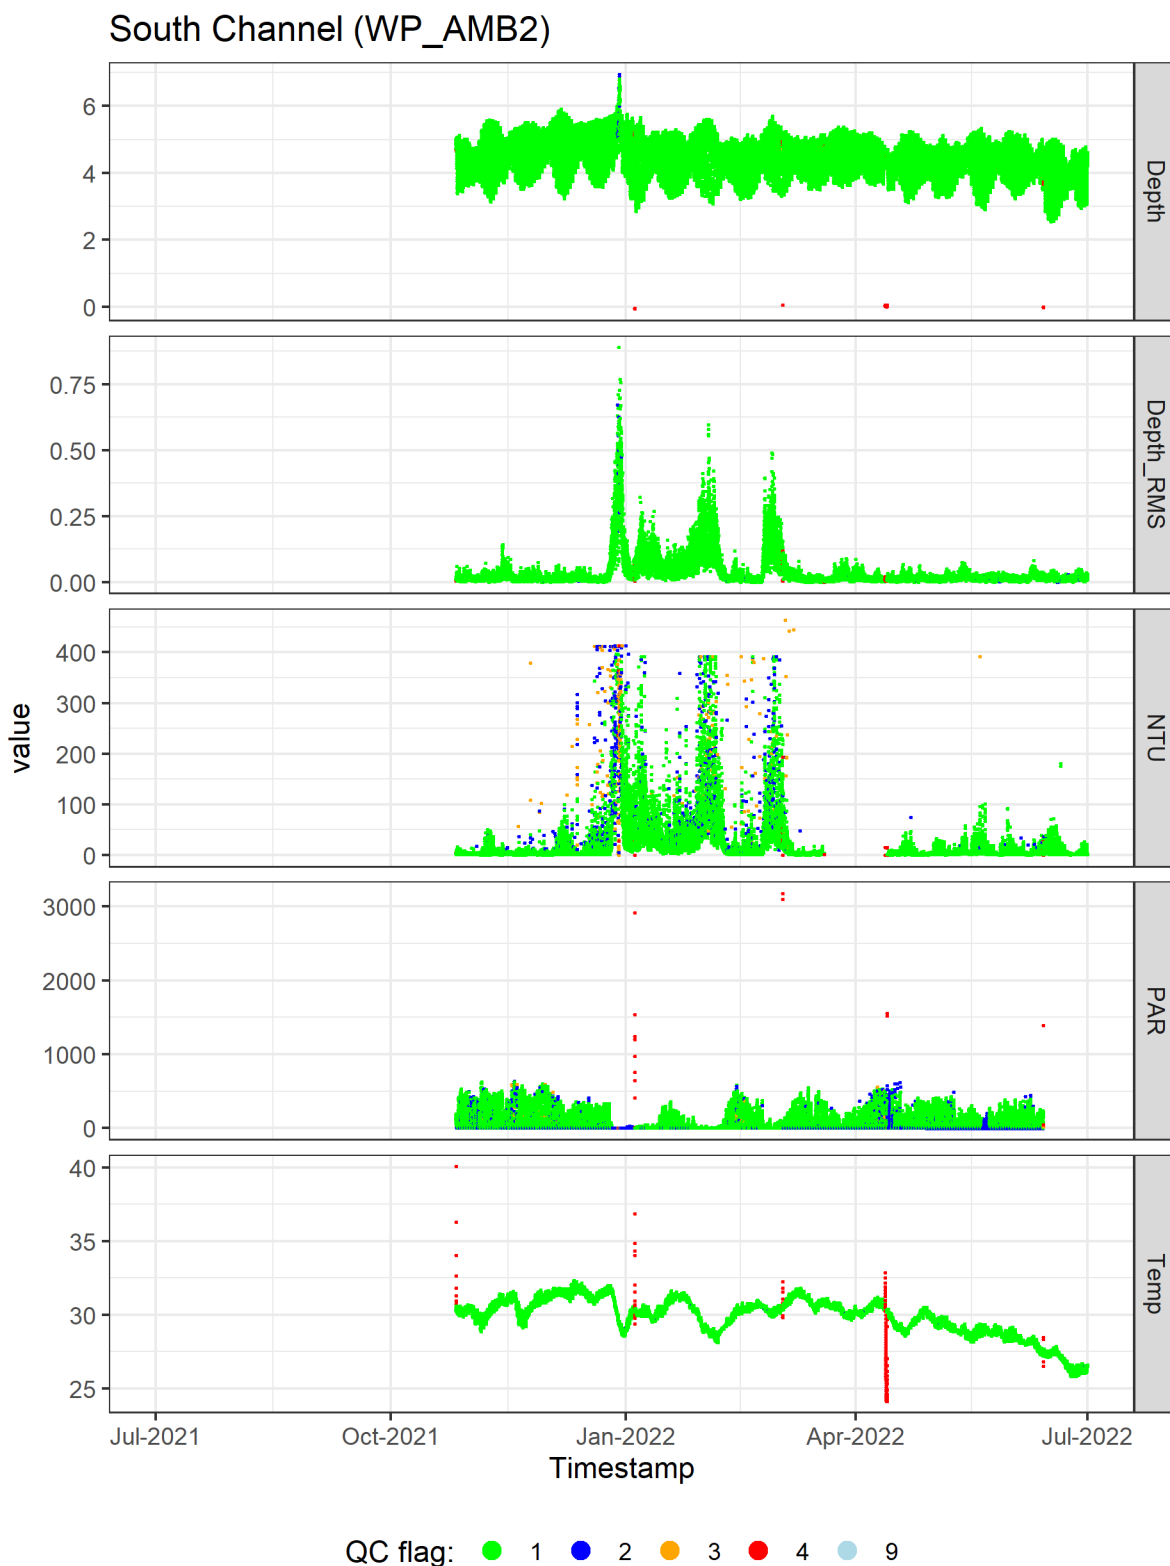 South Channel (WP_AMB2)
6
4
2
0
Depth
0.75
0.50
0.25
0.00
Depth_RMS
400
300
200
100
0
NTU
value
3000
2000
1000
0
PAR
40
35
30
25
Temp
Jul-2021 Oct-2021 Jan-2022 Apr-2022 Jul-2022
Timestamp
QC flag: 1 2 3 4 9